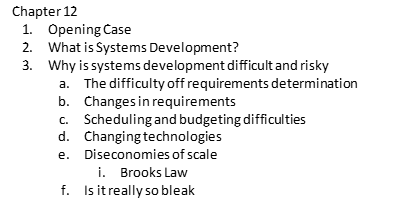 Chapter 12
1. Opening Case
2. What is Systems Development?
3. Why is systems development difficult and risky
a. The difficulty off requirements determination
b. Changes in requirements
c. Scheduling and budgeting difficulties
d. Changing technologies
e. Diseconomies of scale
i. Brooks Law
f. Is it really so bleak